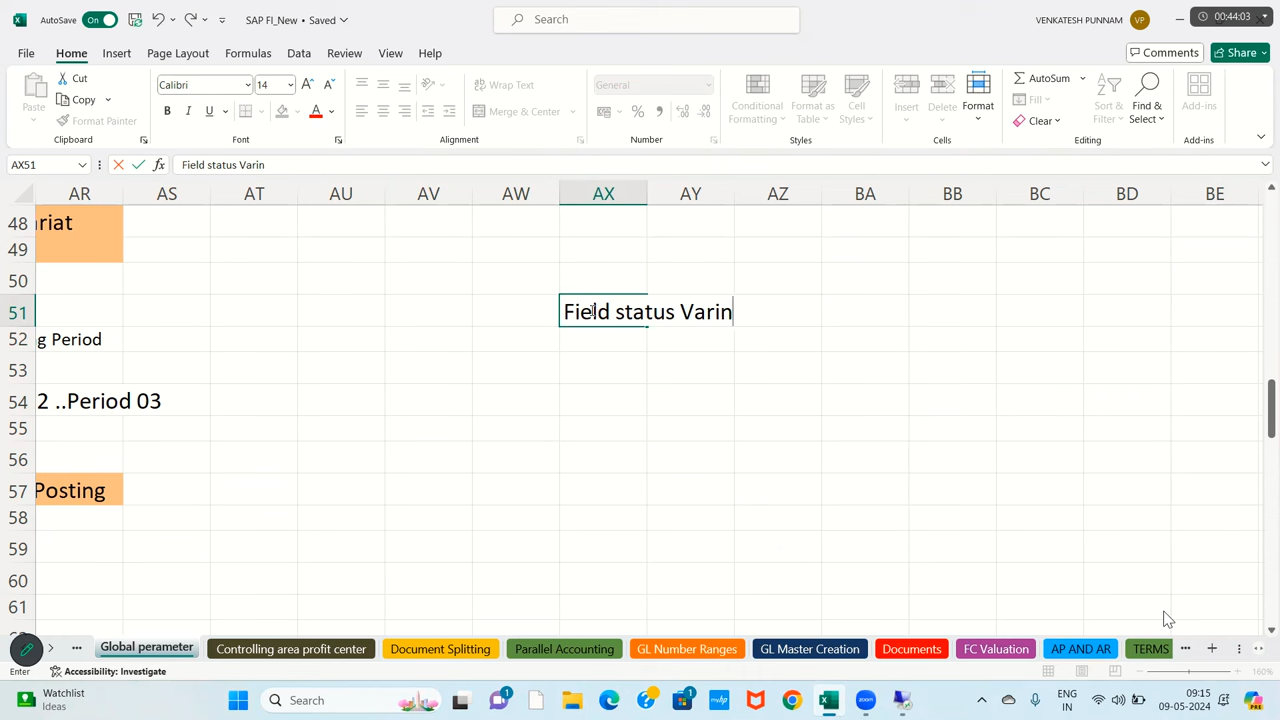 AutoSave On SAP FI_New • Saved Search VENKATESH PUNNAM VP 00:44:03
File Home Insert Page Layout Formulas Data Review View Help Comments Share
Paste Cut Copy Format Painter Clipboard
Calibri 14 B I U A Font
Wrap Text Merge & Center Alignment
General % Number
Conditional Formatting Format as Table Cell Styles Styles
Insert Delete Format Cells
AutoSum Fill Clear Sort & Filter Find & Select Editing
Add-ins Add-ins
AX51 fx Field status Varin
AR AS AT AU AV AW AX AY AZ BA BB BC BD BE
48 ariat
49
50
51 Field status Varin
52 g Period
53
54 2 ..Period 03
55
56
57 Posting
58
59
60
61
Global perameter Controlling area profit center Document Splitting Parallel Accounting GL Number Ranges GL Master Creation Documents FC Valuation AP AND AR TERMS
Enter Accessibility: Investigate 160%
Watchlist Ideas Search 1 1 ENG IN 09:15 09-05-2024